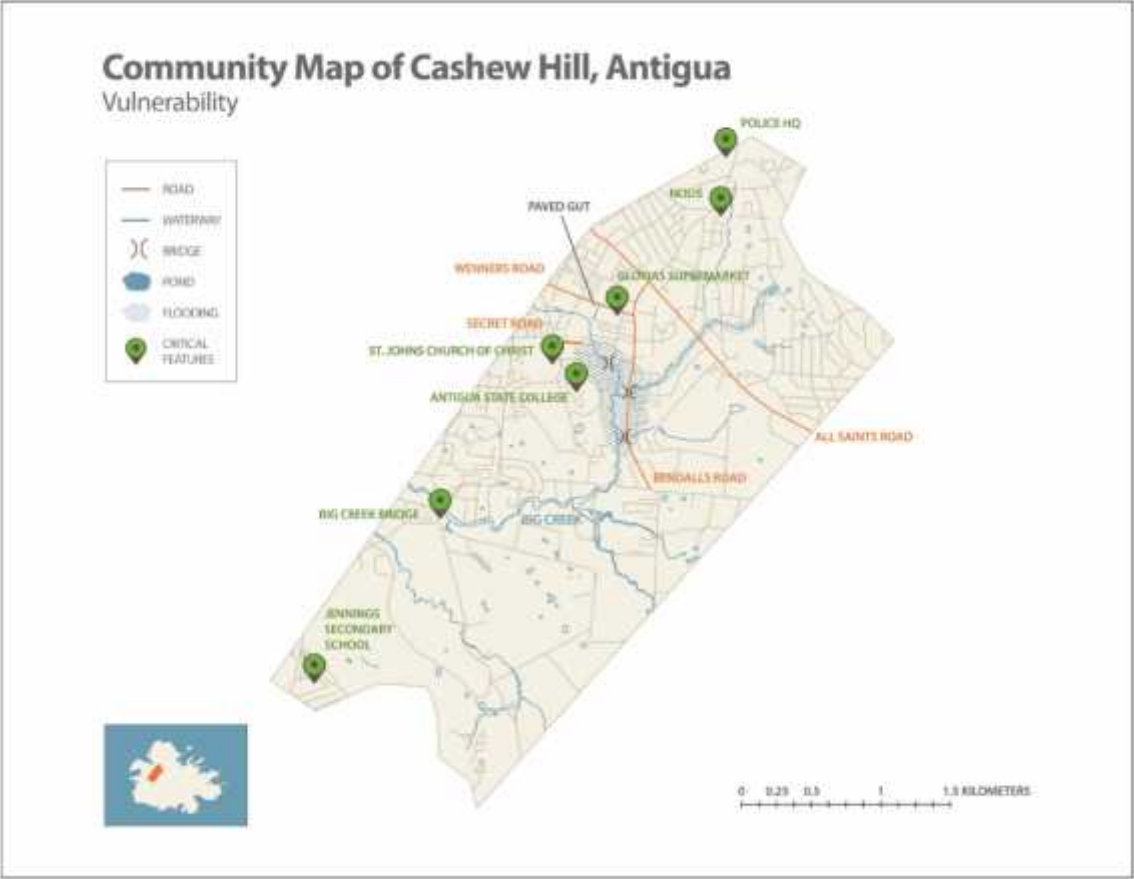 Community Map of Cashew Hill, Antigua
Vulnerability
ROAD
WATERWAY
BRIDGE
POND
FLOODING
CRITICAL
FEATURES
POLICE HQ
NODS
PAVED GUT
WENNERS ROAD
GLORIAS SUPERMARKET
SECRET ROAD
ST. JOHNS CHURCH OF CHRIST
ANTIGUA STATE COLLEGE
ALL SAINTS ROAD
BENDALLS ROAD
BIG CREEK BRIDGE
BIG CREEK
JENNINGS
SECONDARY
SCHOOL
0 0.25 0.5 1 1.5 KILOMETERS